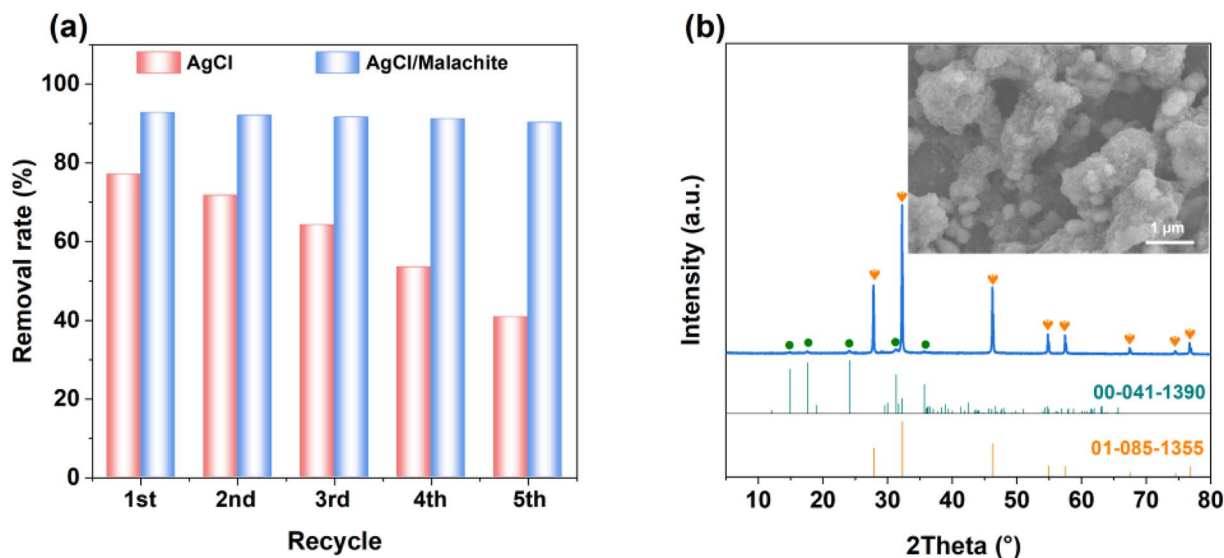 (a)
AgCl
AgCl/Malachite
100
80
60
40
20
0
Removal rate (%)
1st 2nd 3rd 4th 5th
Recycle
(b)
1 μm
Intensity (a.u.)
00-041-1390
01-085-1355
10 20 30 40 50 60 70 80
2Theta (°)